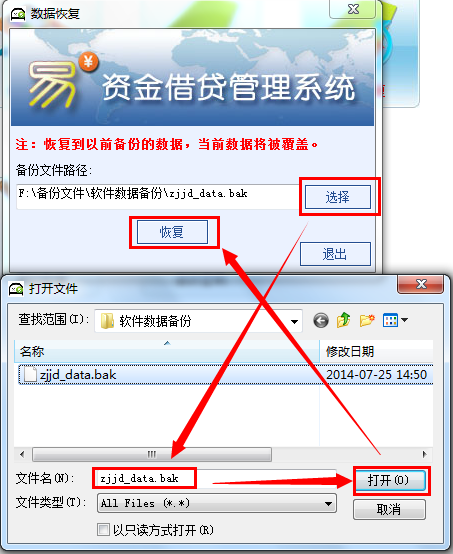 数据恢复
易
¥
资金借贷管理系统
注：恢复到以前备份的数据，当前数据将被覆盖。
备份文件路径：
F:\备份文件\软件数据备份\zjjd_data.bak
选择
恢复
退出
打开文件
查找范围(I):
软件数据备份
名称
修改日期
zjjd_data.bak
2014-07-25 14:50
文件名(N):
zjjd_data.bak
打开(O)
文件类型(T):
All Files (*.*)
取消
以只读方式打开(R)